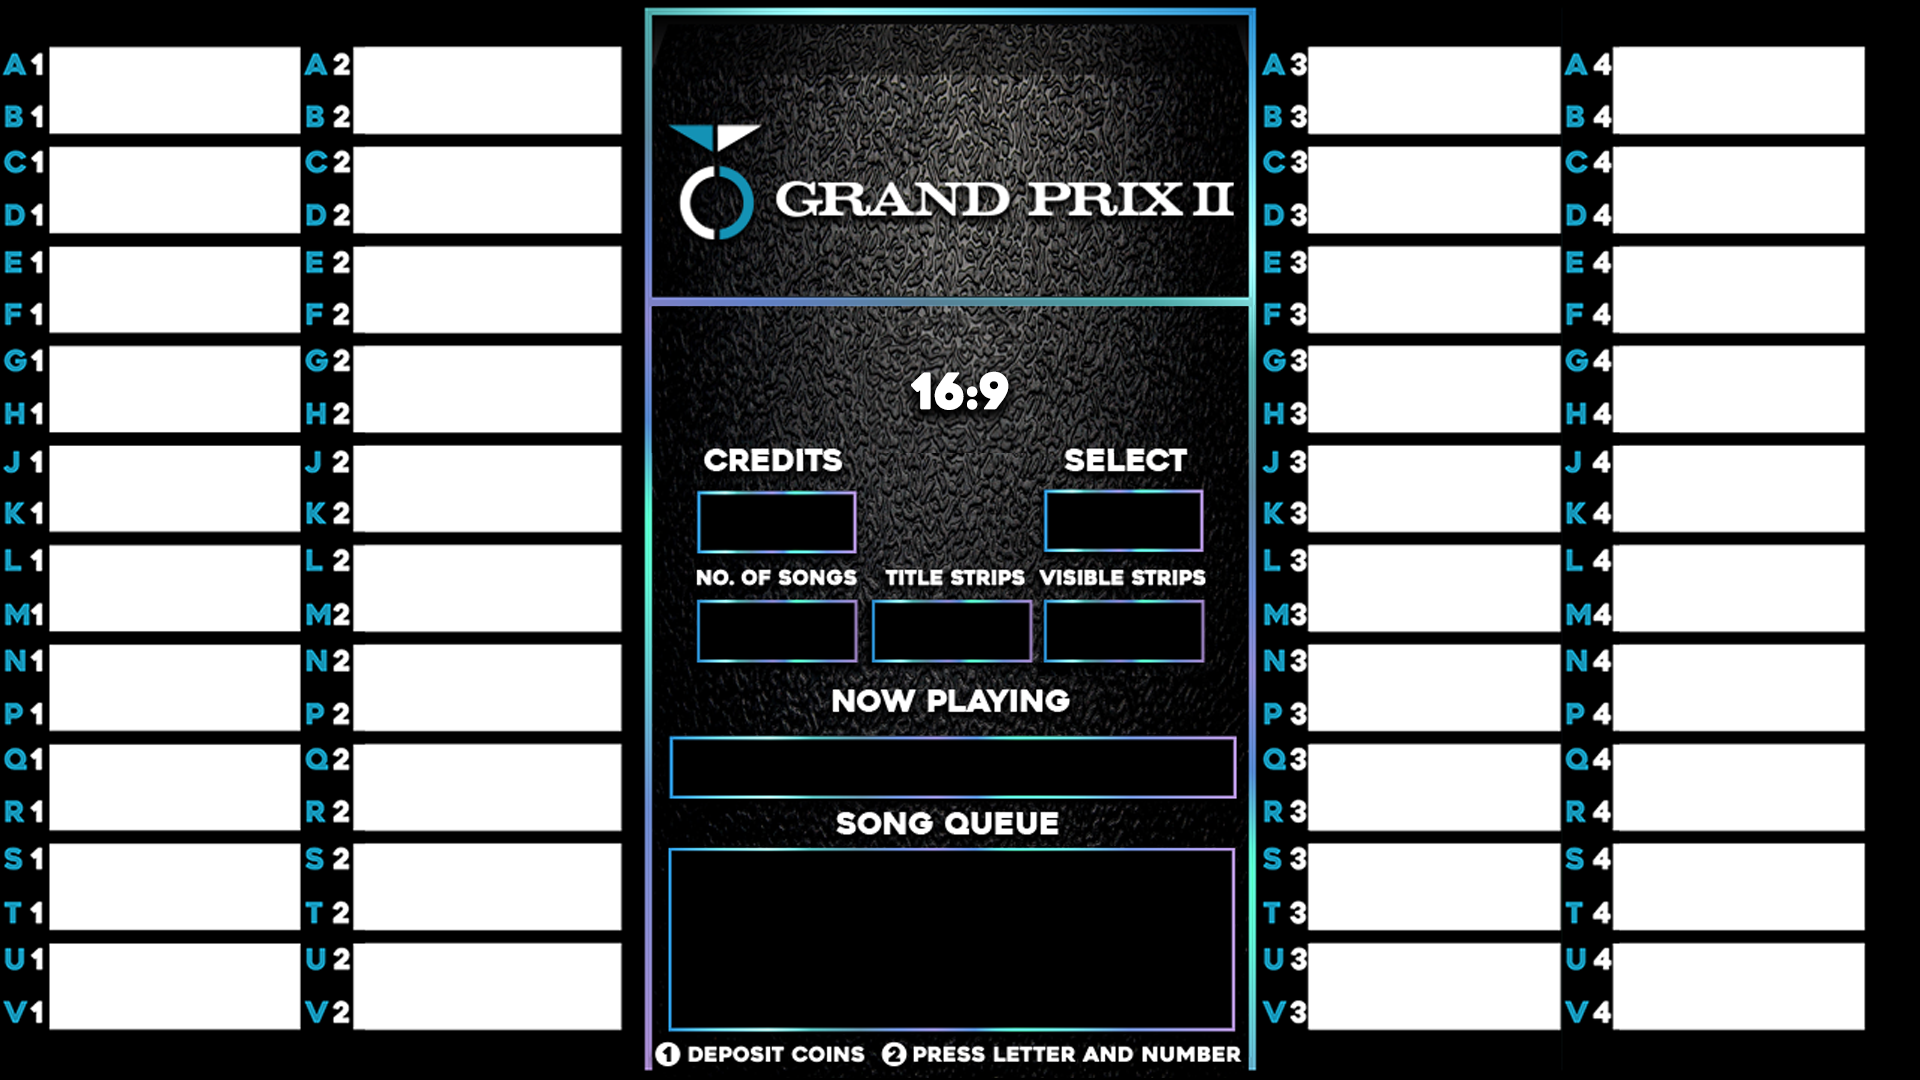 A1 A2
B1 B2
C1 C2
D1 D2
E1 E2
F1 F2
G1 G2
H1 H2
J1 J2
K1 K2
L1 L2
M1 M2
N1 N2
P1 P2
Q1 Q2
R1 R2
S1 S2
T1 T2
U1 U2
V1 V2
GRAND PRIX II
16:9
CREDITS SELECT
NO. OF SONGS TITLE STRIPS VISIBLE STRIPS
NOW PLAYING
SONG QUEUE
1 DEPOSIT COINS 2 PRESS LETTER AND NUMBER
A3 A4
B3 B4
C3 C4
D3 D4
E3 E4
F3 F4
G3 G4
H3 H4
J3 J4
K3 K4
L3 L4
M3 M4
N3 N4
P3 P4
Q3 Q4
R3 R4
S3 S4
T3 T4
U3 U4
V3 V4